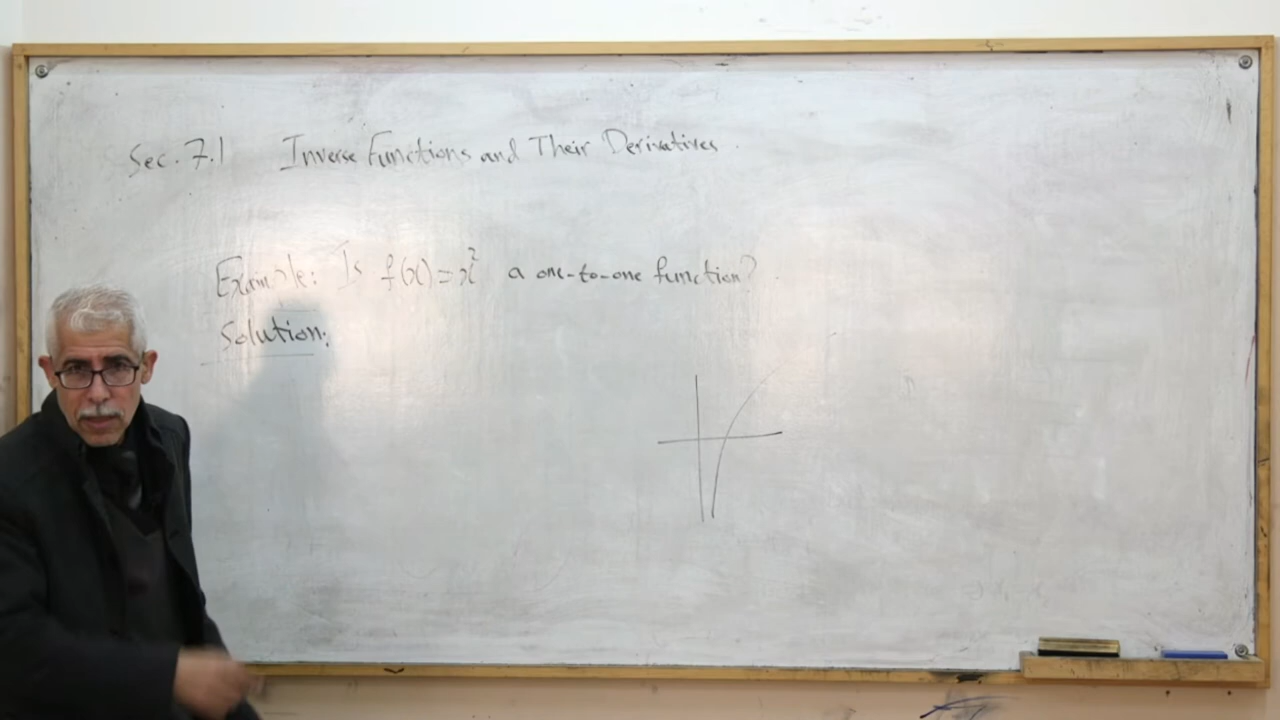 Sec. 7.1 Inverse Functions and Their Derivatives.
Example: Is f(x) = x² a one-to-one function?
Solution: